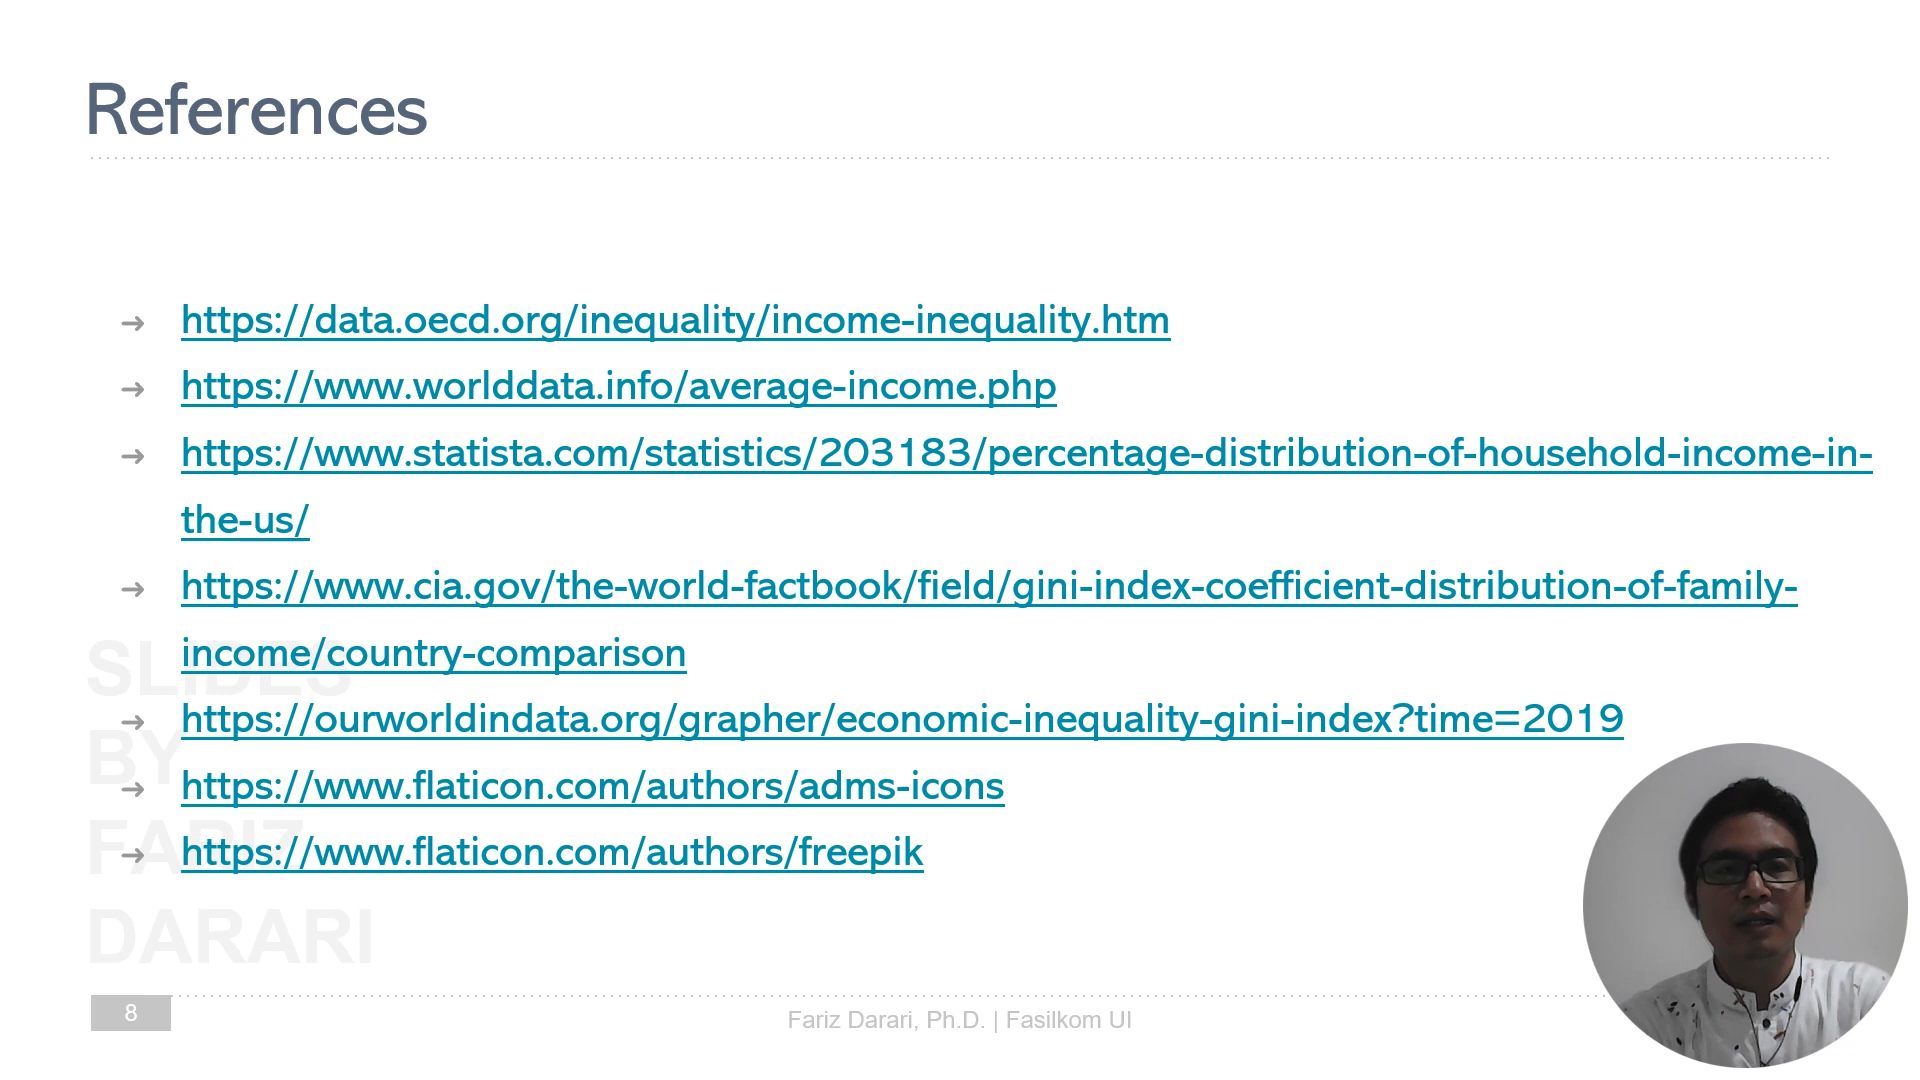 References
→ https://data.oecd.org/inequality/income-inequality.htm
→ https://www.worlddata.info/average-income.php
→ https://www.statista.com/statistics/203183/percentage-distribution-of-household-income-in-
the-us/
→ https://www.cia.gov/the-world-factbook/field/gini-index-coefficient-distribution-of-family-
income/country-comparison
→ https://ourworldindata.org/grapher/economic-inequality-gini-index?time=2019
→ https://www.flaticon.com/authors/adms-icons
→ https://www.flaticon.com/authors/freepik
SLIDES
BY
FARIZ
DARARI
8
Fariz Darari, Ph.D. | Fasilkom UI